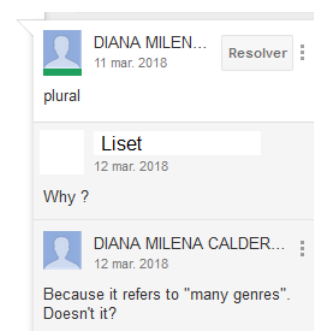 DIANA MILEN...
Resolver
11 mar. 2018
plural
Liset
12 mar. 2018
Why ?
DIANA MILENA CALDER...
12 mar. 2018
Because it refers to "many genres".
Doesn't it?